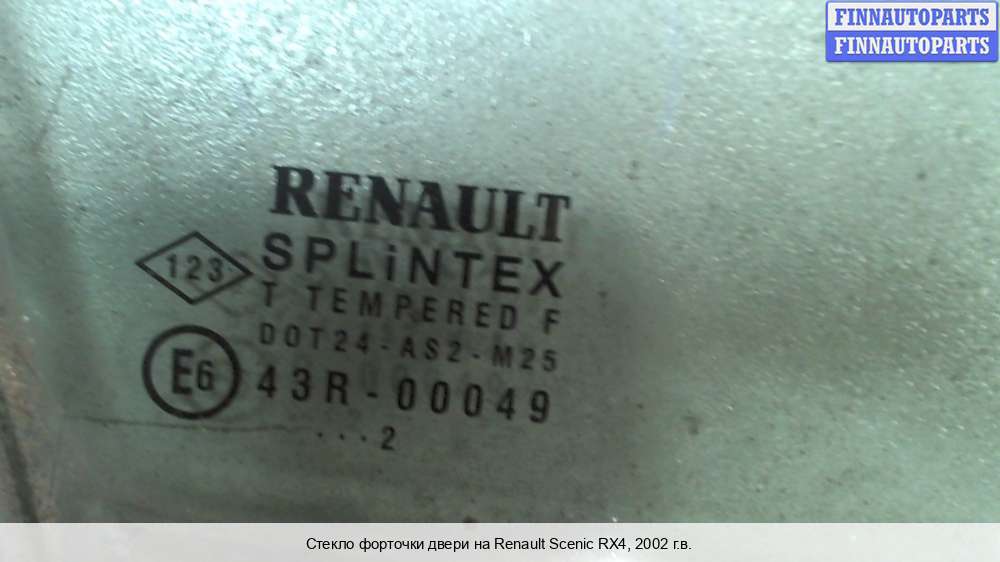 FINNAUTOPARTS
FINNAUTOPARTS
RENAULT
SPLiNTEX
123
T TEMPERED F
DOT24-AS2-M25
E6
43R-00049
...2
Стекло форточки двери на Renault Scenic RX4, 2002 г.в.